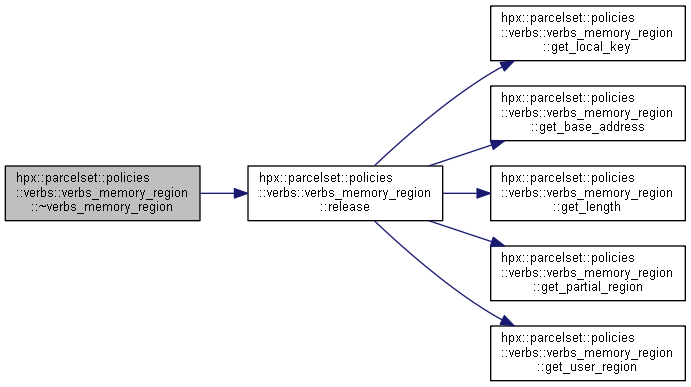 hpx::parcelset::policies
::verbs::verbs_memory_region
::~verbs_memory_region
hpx::parcelset::policies
::verbs::verbs_memory_region
::release
hpx::parcelset::policies
::verbs::verbs_memory_region
::get_local_key
hpx::parcelset::policies
::verbs::verbs_memory_region
::get_base_address
hpx::parcelset::policies
::verbs::verbs_memory_region
::get_length
hpx::parcelset::policies
::verbs::verbs_memory_region
::get_partial_region
hpx::parcelset::policies
::verbs::verbs_memory_region
::get_user_region